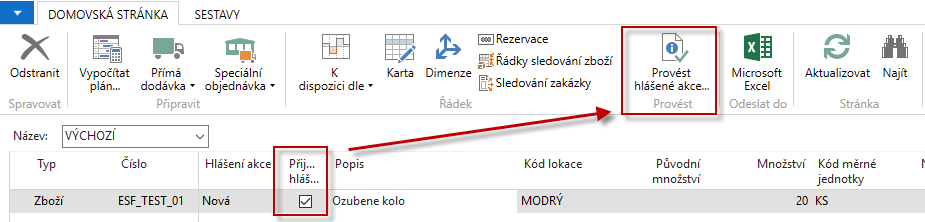 DOMOVSKÁ STRÁNKA SESTAVY
Odstranit
Spravovat
Vypočítat
plán...
Přímá
dodávka
Speciální
objednávka
Připravit
K
dispozici dle
Karta
Dimenze
Rezervace
Řádky sledování zboží
Sledování zakázky
Řádek
Provést
hlášené akce...
Provést
Microsoft
Excel
Odeslat do
Aktualizovat
Najít
Stránka
Název: VÝCHOZÍ
Typ Číslo Hlášení akce Přij... Popis Kód lokace Původní Množství Kód měrné N
hláš... množství jednotky
Zboží ESF_TEST_01 Nová Ozubene kolo MODRÝ 20 KS